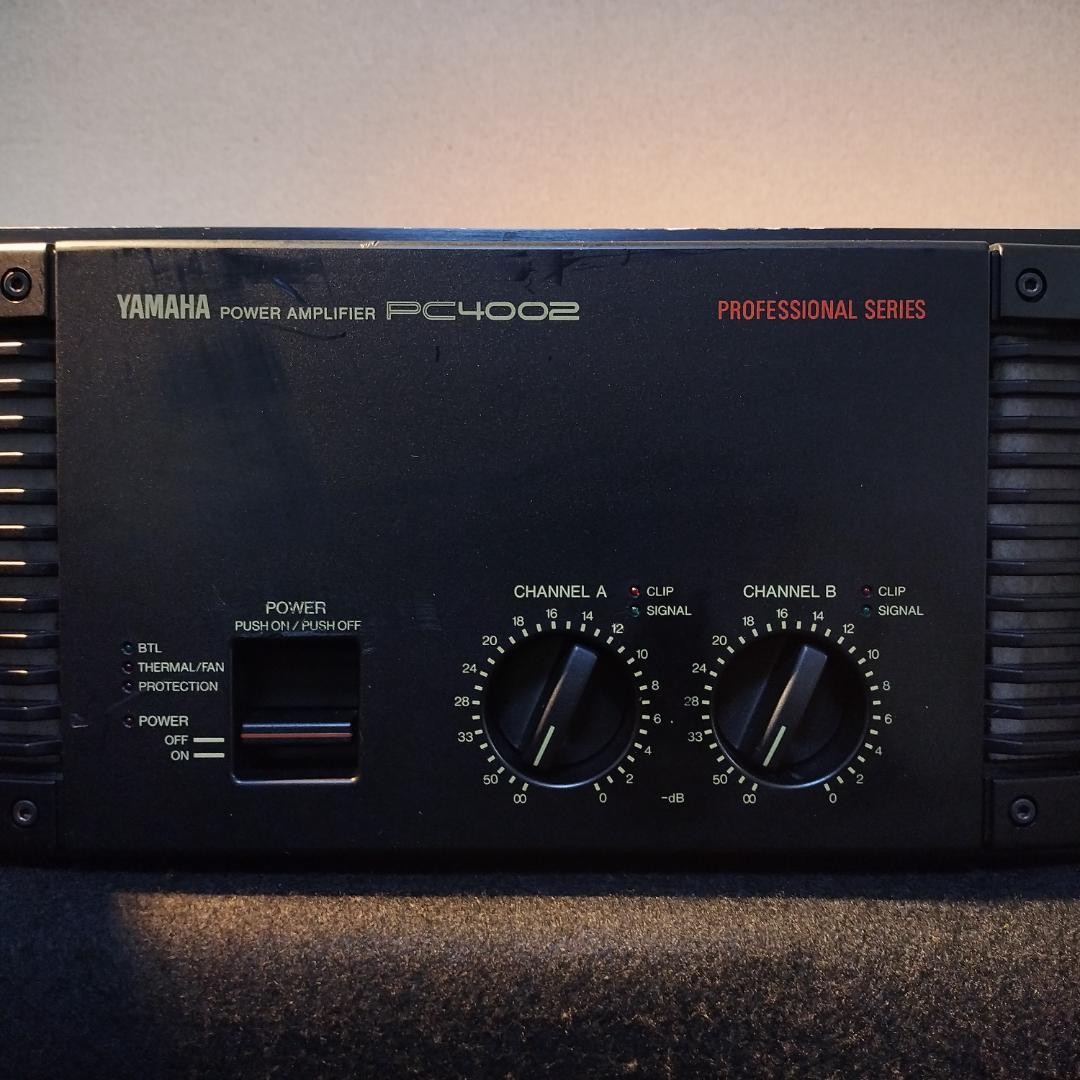 YAMAHA POWER AMPLIFIER PC4002
PROFESSIONAL SERIES
POWER
PUSH ON / PUSH OFF
BTL
THERMAL/FAN
PROTECTION
POWER
OFF
ON
CHANNEL A
CLIP
SIGNAL
∞ 50 33 28 24 20 18 16 14 12 10 8 6 4 2 0
-dB
CHANNEL B
CLIP
SIGNAL
∞ 50 33 28 24 20 18 16 14 12 10 8 6 4 2 0